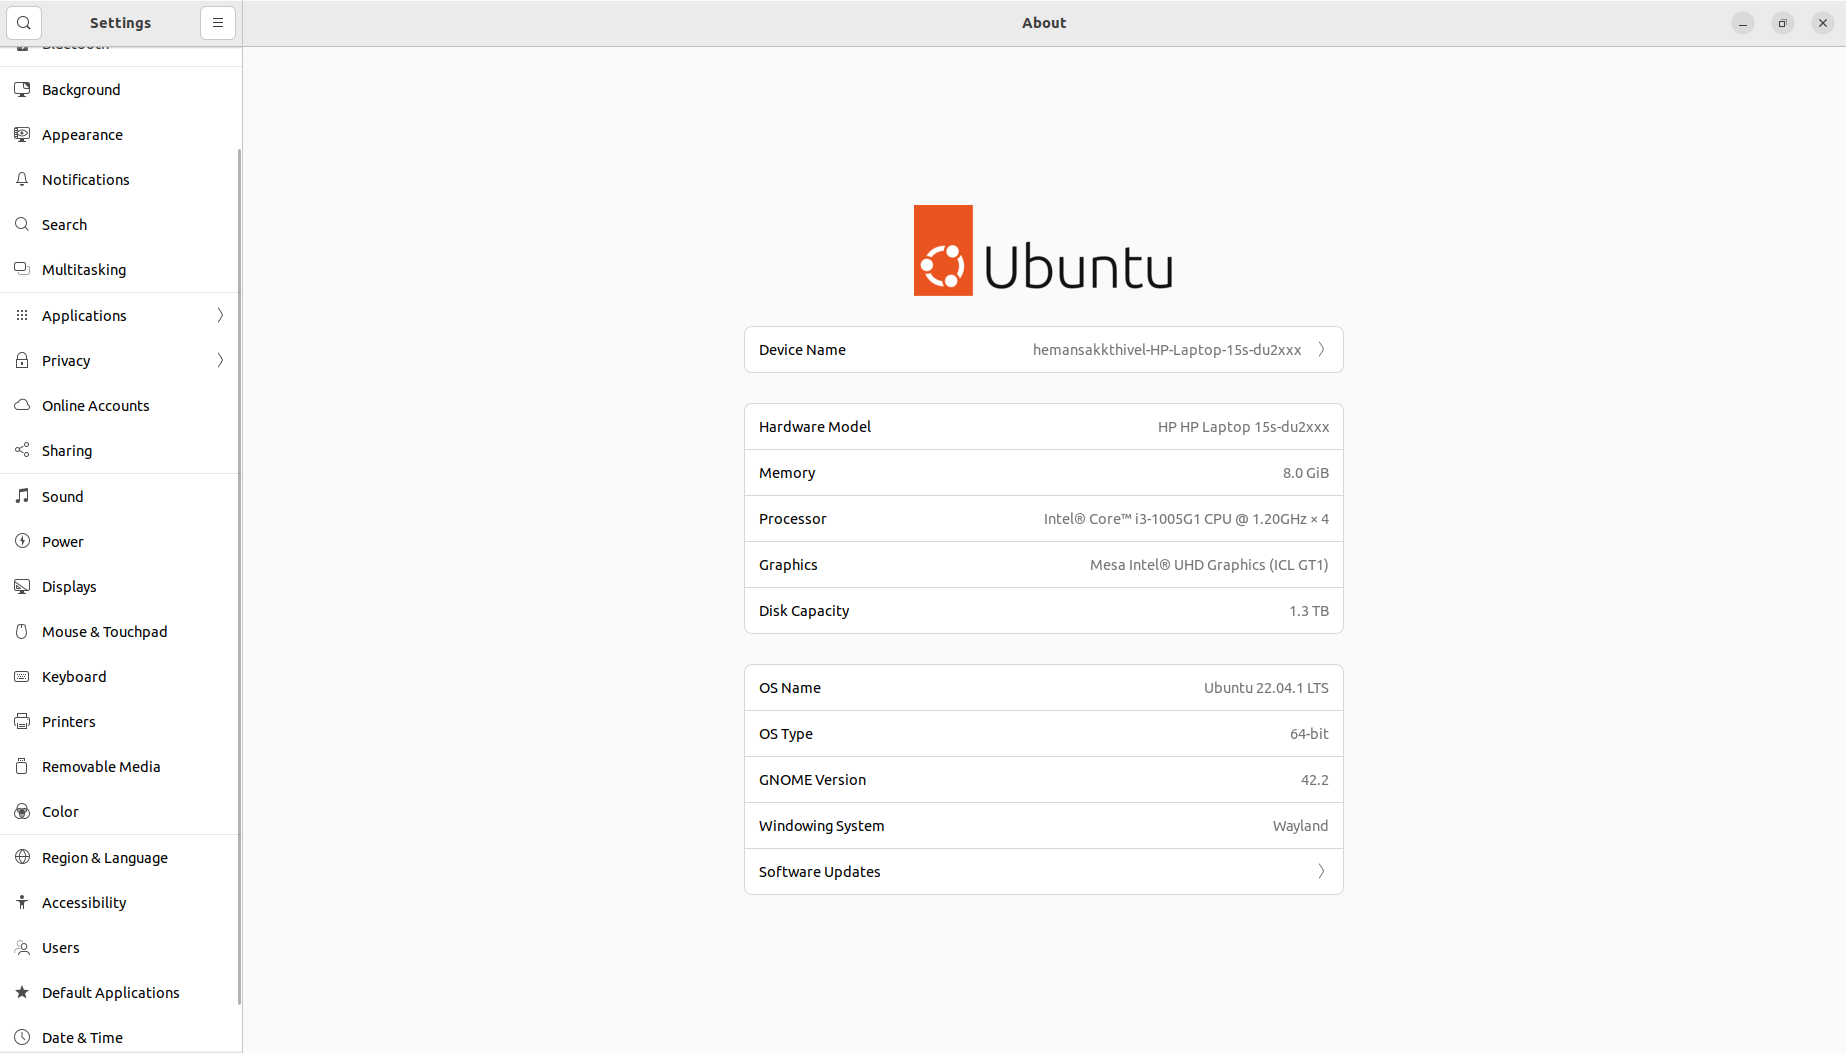 Settings
About
Bluetooth
Background
Appearance
Notifications
Search
Multitasking
Applications
Privacy
Online Accounts
Sharing
Sound
Power
Displays
Mouse & Touchpad
Keyboard
Printers
Removable Media
Color
Region & Language
Accessibility
Users
Default Applications
Date & Time
Ubuntu
Device Name hemansakkthivel-HP-Laptop-15s-du2xxx
Hardware Model HP HP Laptop 15s-du2xxx
Memory 8.0 GiB
Processor Intel® Core™ i3-1005G1 CPU @ 1.20GHz × 4
Graphics Mesa Intel® UHD Graphics (ICL GT1)
Disk Capacity 1.3 TB
OS Name Ubuntu 22.04.1 LTS
OS Type 64-bit
GNOME Version 42.2
Windowing System Wayland
Software Updates